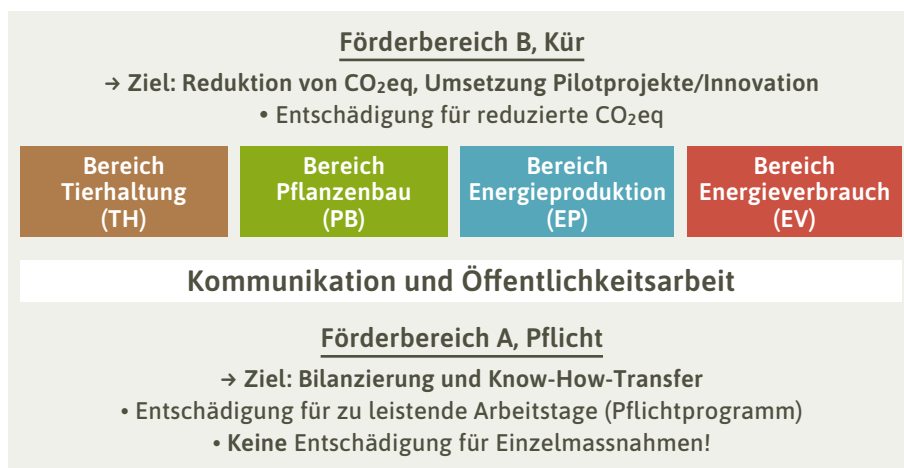 Förderbereich B, Kür
→ Ziel: Reduktion von CO₂eq, Umsetzung Pilotprojekte/Innovation
• Entschädigung für reduzierte CO₂eq
Bereich
Tierhaltung
(TH)
Bereich
Pflanzenbau
(PB)
Bereich
Energieproduktion
(EP)
Bereich
Energieverbrauch
(EV)
Kommunikation und Öffentlichkeitsarbeit
Förderbereich A, Pflicht
→ Ziel: Bilanzierung und Know-How-Transfer
• Entschädigung für zu leistende Arbeitstage (Pflichtprogramm)
• Keine Entschädigung für Einzelmassnahmen!